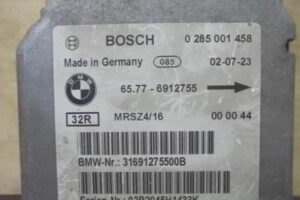 BOSCH 0 285 001 458
Made in Germany 085 02-07-23
BMW 65.77 - 6912755
32R MRSZ4/16 00 00 44
BMW-Nr.: 31691275500B